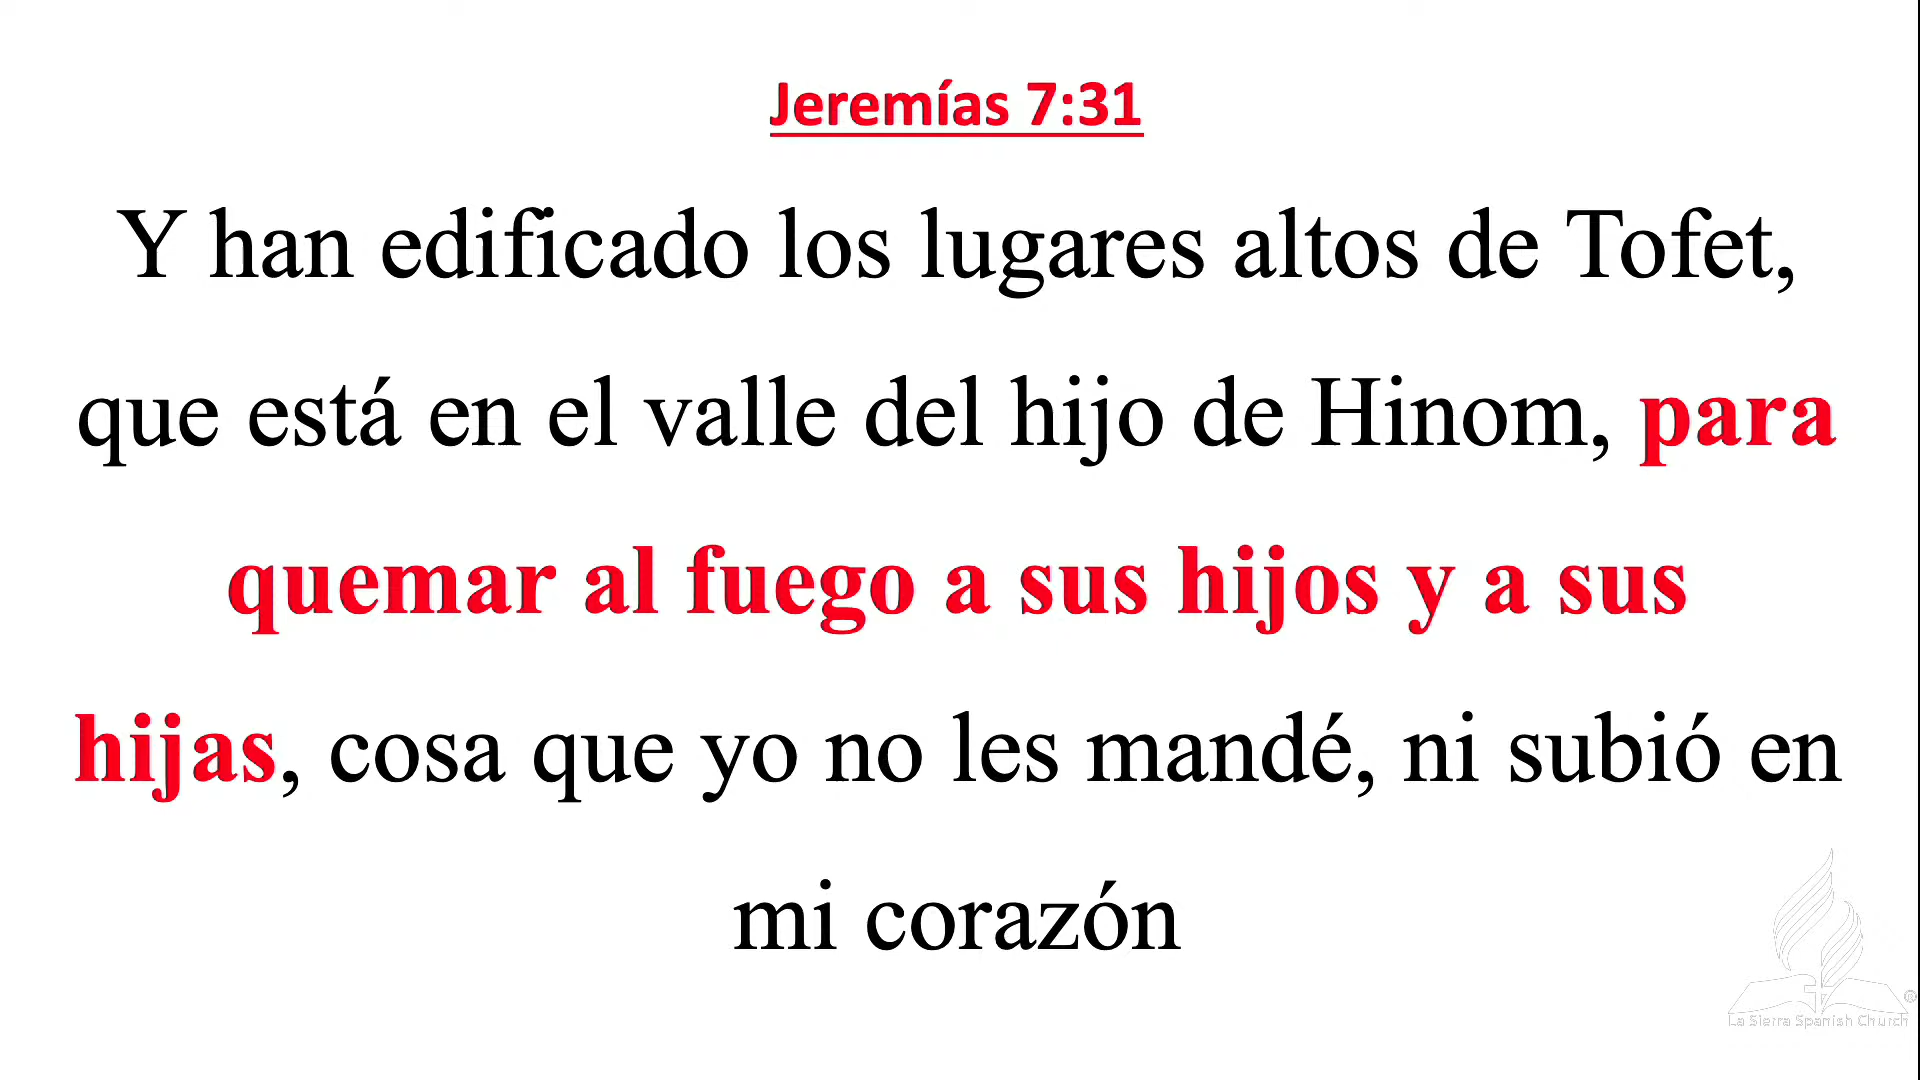 Jeremías 7:31
Y han edificado los lugares altos de Tofet,
que está en el valle del hijo de Hinom, para
quemar al fuego a sus hijos y a sus
hijas, cosa que yo no les mandé, ni subió en
mi corazón
®
La Sierra Spanish Church